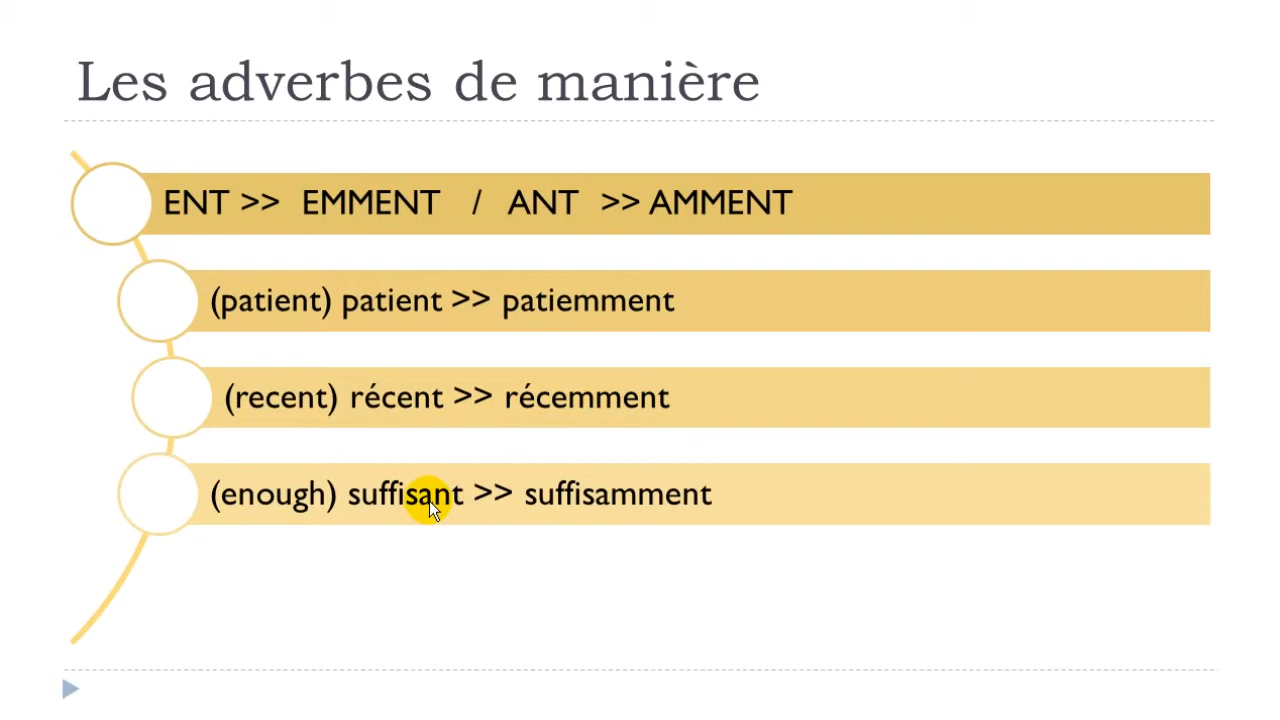 Les adverbes de manière
ENT >> EMMENT / ANT >> AMMENT
(patient) patient >> patiemment
(recent) récent >> récemment
(enough) suffisant >> suffisamment